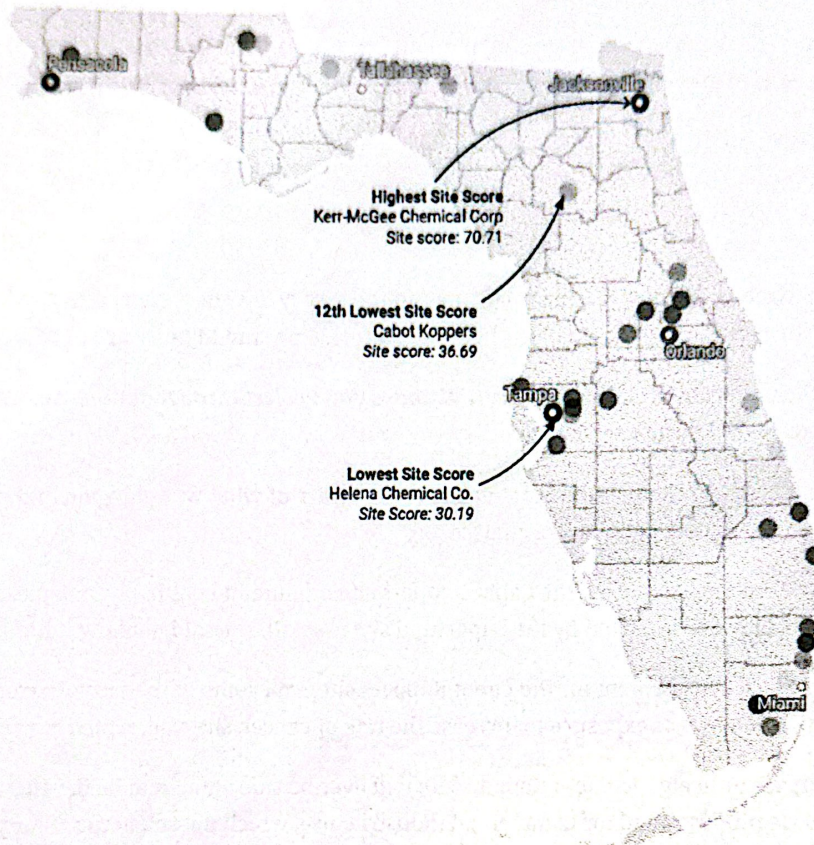 Pensacola
Tallahassee
Jacksonville
Highest Site Score
Kerr-McGee Chemical Corp
Site score: 70.71
12th Lowest Site Score
Cabot Koppers
Site score: 36.69
Orlando
Tampa
Lowest Site Score
Helena Chemical Co.
Site Score: 30.19
Miami